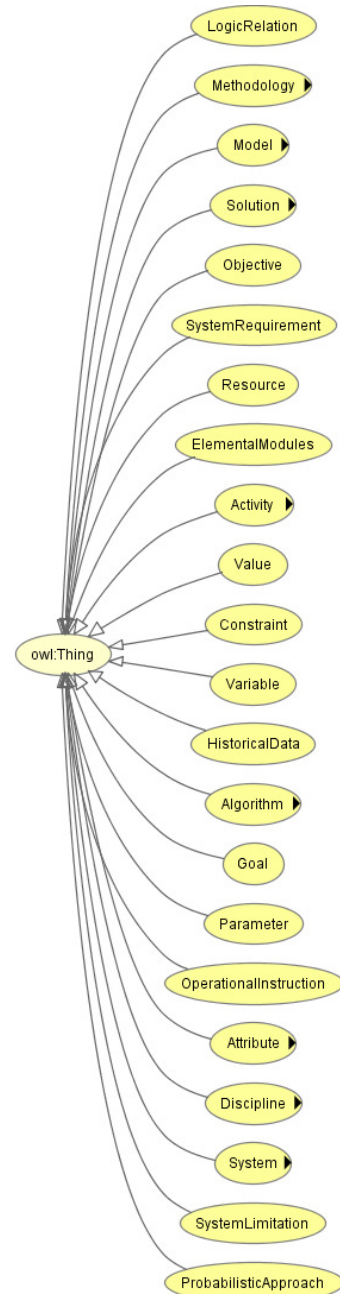 LogicRelation
Methodology
Model
Solution
Objective
SystemRequirement
Resource
ElementalModules
Activity
Value
Constraint
owl:Thing
Variable
HistoricalData
Algorithm
Goal
Parameter
OperationalInstruction
Attribute
Discipline
System
SystemLimitation
ProbabilisticApproach